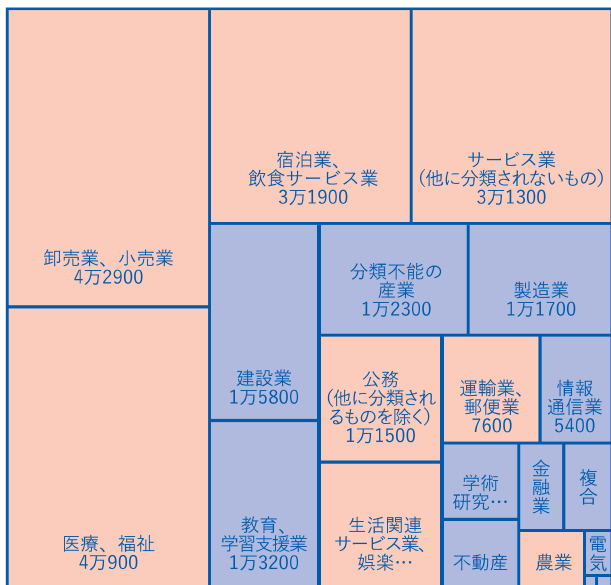 卸売業、小売業
4万2900
医療、福祉
4万900
宿泊業、
飲食サービス業
3万1900
サービス業
(他に分類されないもの)
3万1300
建設業
1万5800
教育、
学習支援業
1万3200
分類不能の
産業
1万2300
製造業
1万1700
公務
(他に分類され
るものを除く)
1万1500
生活関連
サービス業、
娯楽…
運輸業、
郵便業
7600
情報
通信業
5400
学術
研究…
不動産
金融業
複合
農業
電気